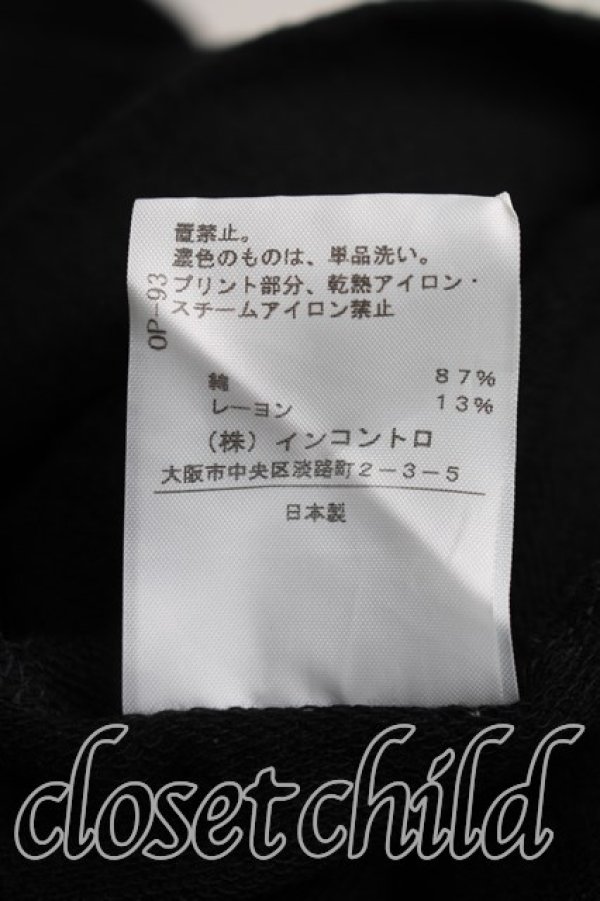 置禁止。
濃色のものは、単品洗い。
プリント部分、乾熱アイロン・
スチームアイロン禁止
OP-93
綿 87%
レーヨン 13%
(株)インコントロ
大阪市中央区淡路町2-3-5
日本製
closet child